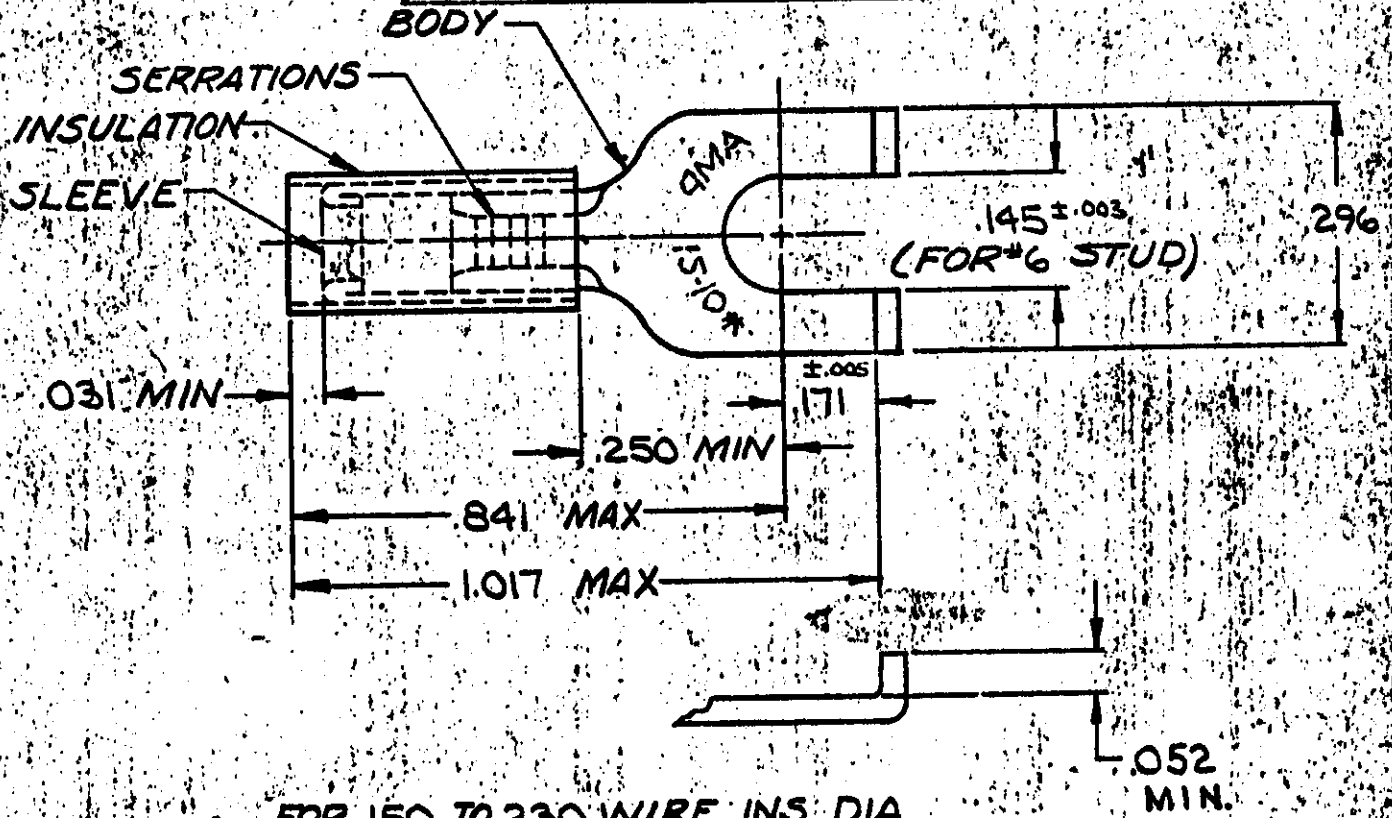 BODY
SERRATIONS
INSULATION
SLEEVE
AMP
* 15·10
.145 ±.003
(FOR #6 STUD)
.296
.031 MIN
±.005
.171
.250 MIN
.841 MAX
1.017 MAX
.052
MIN.
FOR .150 TO .230 WIRE INS. DIA